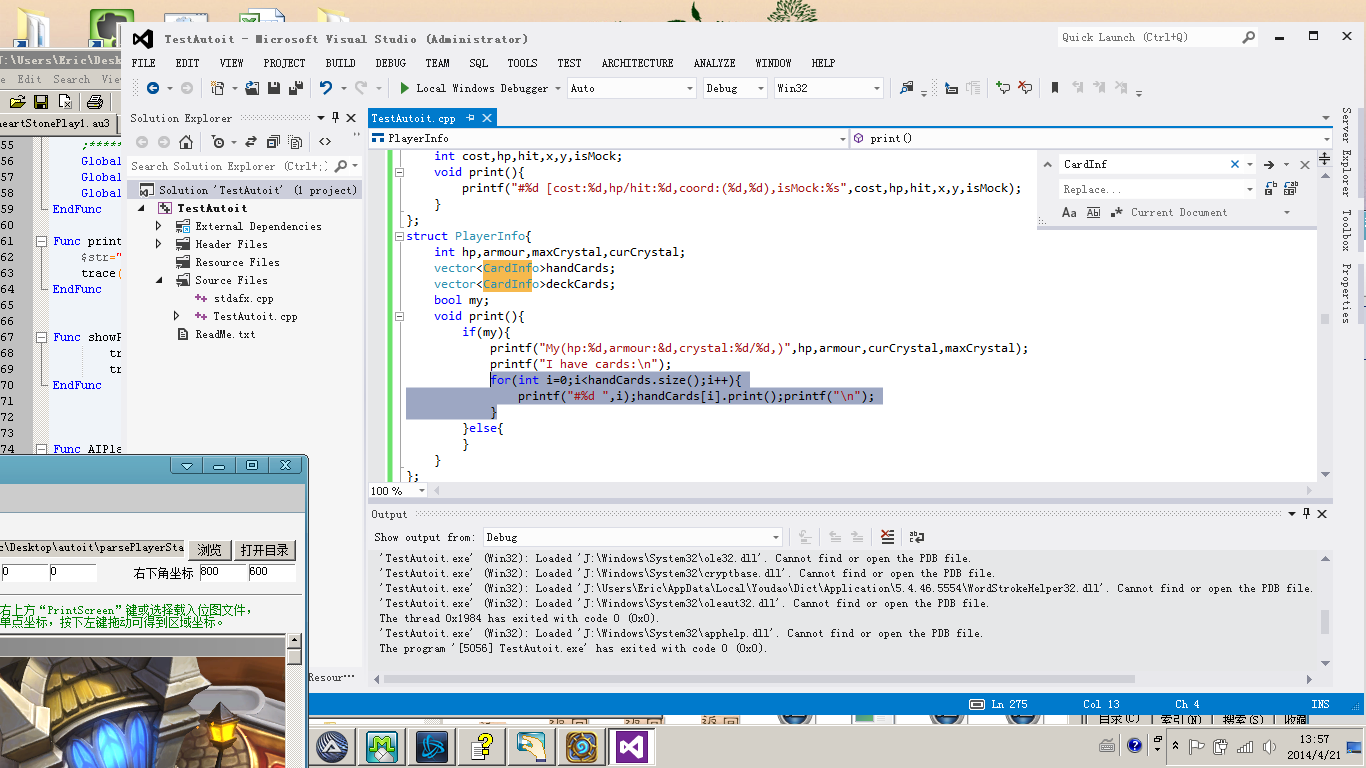 TestAutoit - Microsoft Visual Studio (Administrator)
Quick Launch (Ctrl+Q)
FILE EDIT VIEW PROJECT BUILD DEBUG TEAM SQL TOOLS TEST ARCHITECTURE ANALYZE WINDOW HELP
Local Windows Debugger Auto Debug Win32
T:\Users\Eric\Desk
Edit Search View
heartStonePlay1.au3
55 ;*****
56 Global
57 Global
58 Global
59 EndFunc
60
61 Func print
62 $str="
63 trace(
64 EndFunc
65
66
67 Func showP
68 tr
69 tr
70 EndFunc
71
72
73
74 Func AIPla
Solution Explorer
Search Solution Explorer (Ctrl+;)
Solution 'TestAutoit' (1 project)
TestAutoit
External Dependencies
Header Files
Resource Files
Source Files
stdafx.cpp
TestAutoit.cpp
ReadMe.txt
Resour...
TestAutoit.cpp
PlayerInfo print()
int cost,hp,hit,x,y,isMock;
void print(){
printf("#%d [cost:%d,hp/hit:%d,coord:(%d,%d),isMock:%s",cost,hp,hit,x,y,isMock);
}
};
struct PlayerInfo{
int hp,armour,maxCrystal,curCrystal;
vector<CardInfo>handCards;
vector<CardInfo>deckCards;
bool my;
void print(){
if(my){
printf("My(hp:%d,armour:&d,crystal:%d/%d,)",hp,armour,curCrystal,maxCrystal);
printf("I have cards:\n");
for(int i=0;i<handCards.size();i++){
printf("#%d ",i);handCards[i].print();printf("\n");
}
}else{
}
}
};
100 %
CardInf
Replace...
Aa Ab Current Document
Server Explorer
Toolbox
Properties
Output
Show output from: Debug
'TestAutoit.exe' (Win32): Loaded 'J:\Windows\System32\ole32.dll'. Cannot find or open the PDB file.
'TestAutoit.exe' (Win32): Loaded 'J:\Windows\System32\cryptbase.dll'. Cannot find or open the PDB file.
'TestAutoit.exe' (Win32): Loaded 'J:\Users\Eric\AppData\Local\Youdao\Dict\Application\5.4.46.5554\WordStrokeHelper32.dll'. Cannot find or open the PDB file.
'TestAutoit.exe' (Win32): Loaded 'J:\Windows\System32\oleaut32.dll'. Cannot find or open the PDB file.
The thread 0x1984 has exited with code 0 (0x0).
'TestAutoit.exe' (Win32): Loaded 'J:\Windows\System32\apphelp.dll'. Cannot find or open the PDB file.
The program '[5056] TestAutoit.exe' has exited with code 0 (0x0).
Ln 275 Col 13 Ch 4 INS
c\Desktop\autoit\parsePlayerSta 浏览 打开目录
0 0 右下角坐标 800 600
右上方“PrintScreen”键或选择载入位图文件，
单点坐标，按下左键拖动可得到区域坐标。
目录(C) 索引(N) 搜索(S) 收藏
13:57
2014/4/21